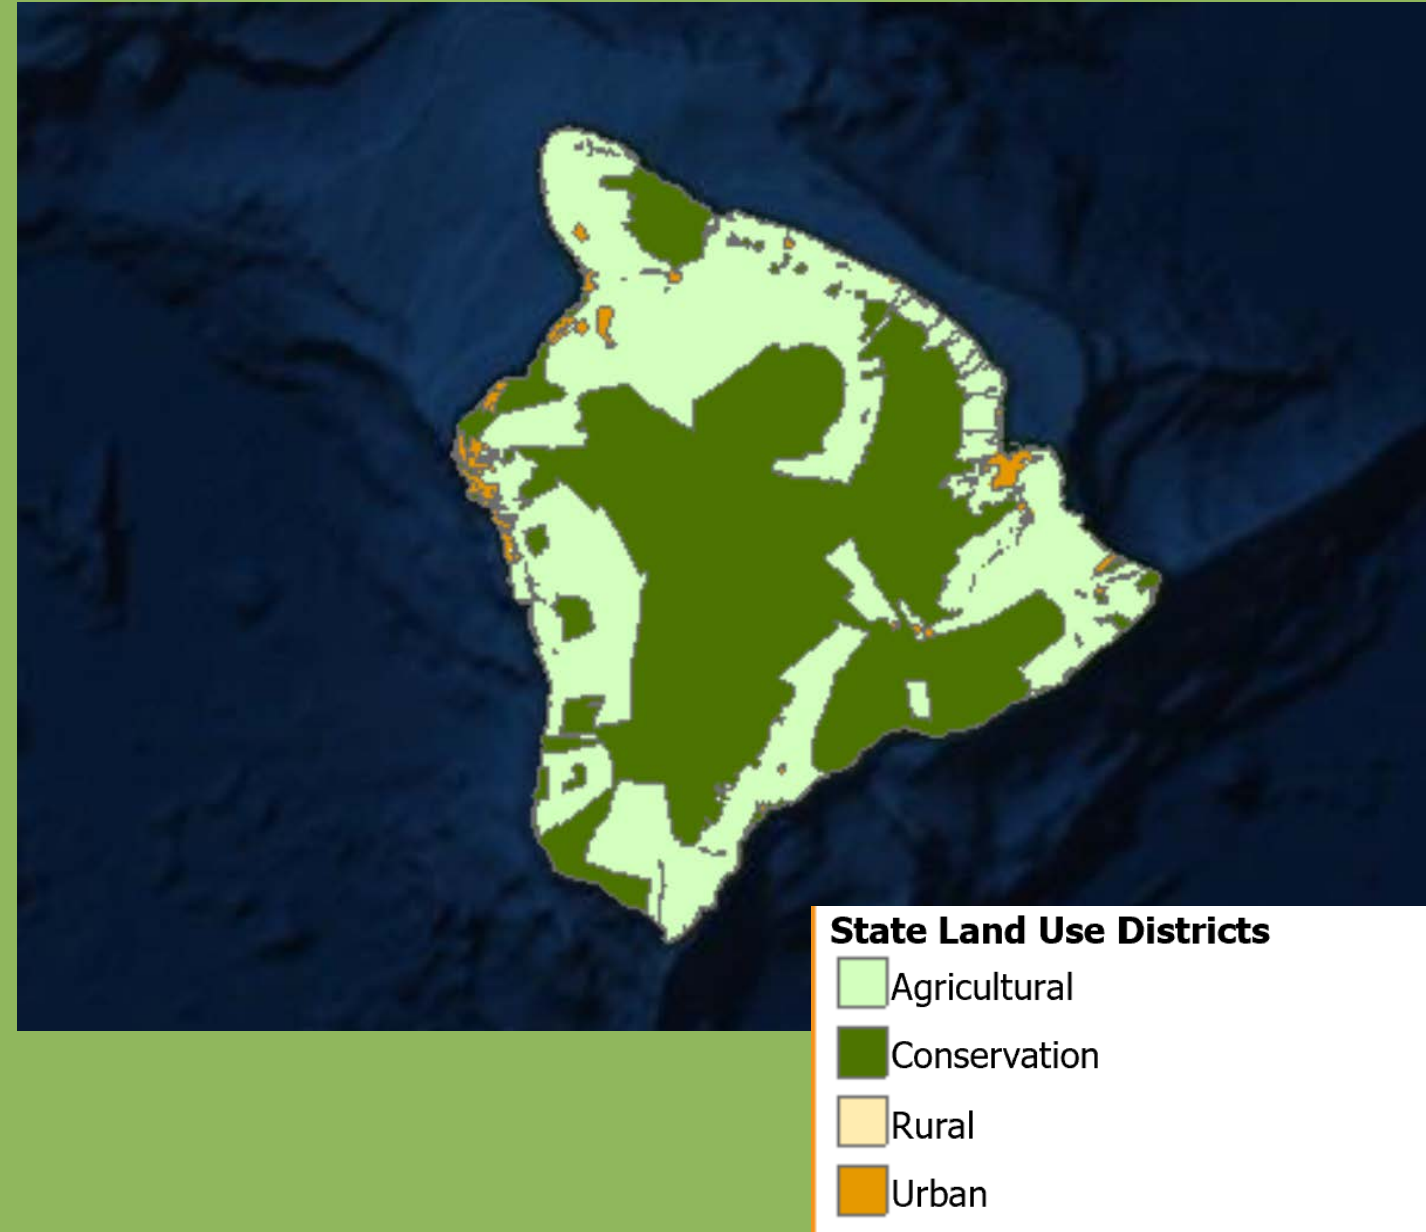 State Land Use Districts
Agricultural
Conservation
Rural
Urban